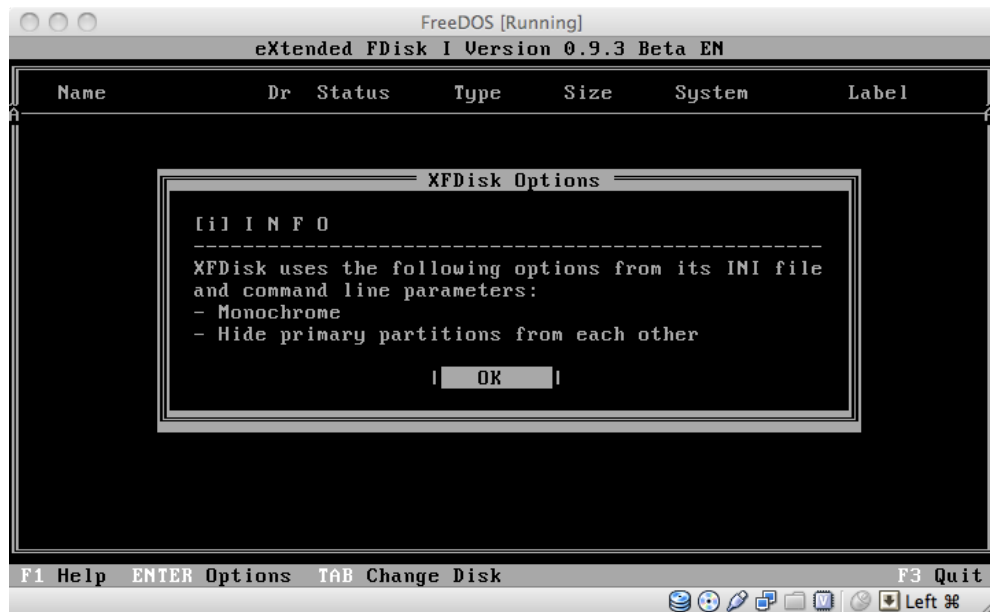 FreeDOS [Running]
eXtended FDisk I Version 0.9.3 Beta EN
Name Dr Status Type Size System Label
XFDisk Options
[i] I N F O
XFDisk uses the following options from its INI file
and command line parameters:
- Monochrome
- Hide primary partitions from each other
OK
F1 Help ENTER Options TAB Change Disk F3 Quit
Left ⌘